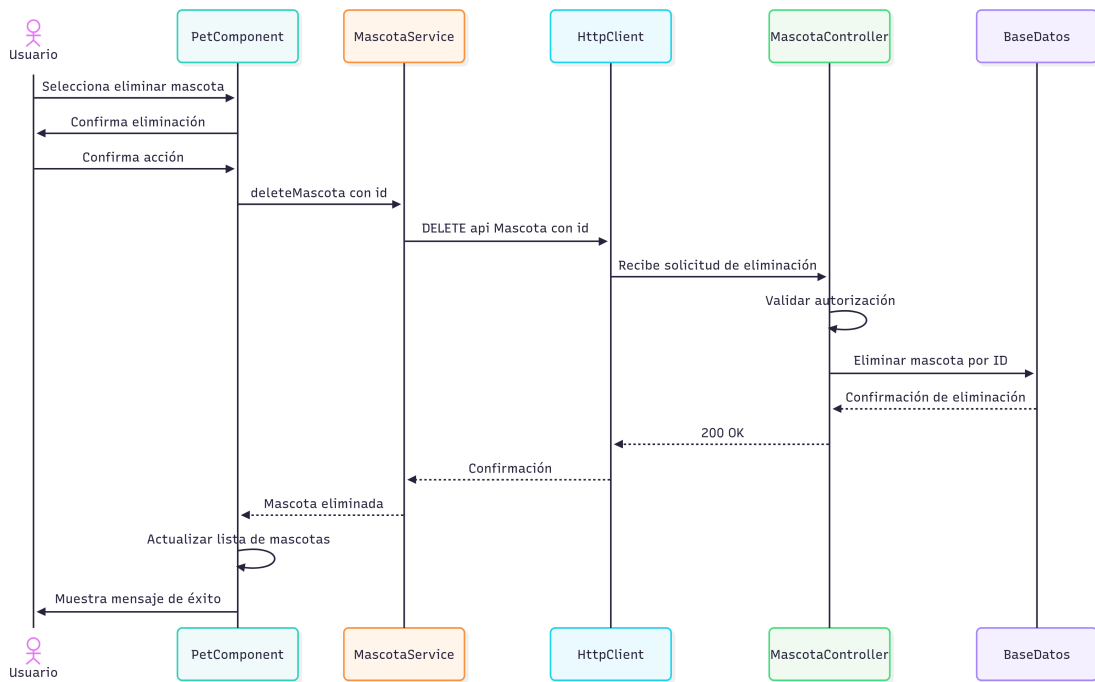 Usuario
PetComponent
MascotaService
HttpClient
MascotaController
BaseDatos
Selecciona eliminar mascota
Confirma eliminación
Confirma acción
deleteMascota con id
DELETE api Mascota con id
Recibe solicitud de eliminación
Validar autorización
Eliminar mascota por ID
Confirmación de eliminación
200 OK
Confirmación
Mascota eliminada
Actualizar lista de mascotas
Muestra mensaje de éxito
Usuario
PetComponent
MascotaService
HttpClient
MascotaController
BaseDatos